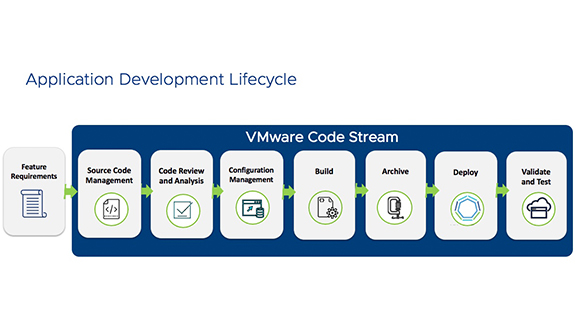 Application Development Lifecycle
VMware Code Stream
Feature
Requirements
Source Code
Management
</>
Code Review
and Analysis
Configuration
Management
Build
Archive
Deploy
Validate
and Test